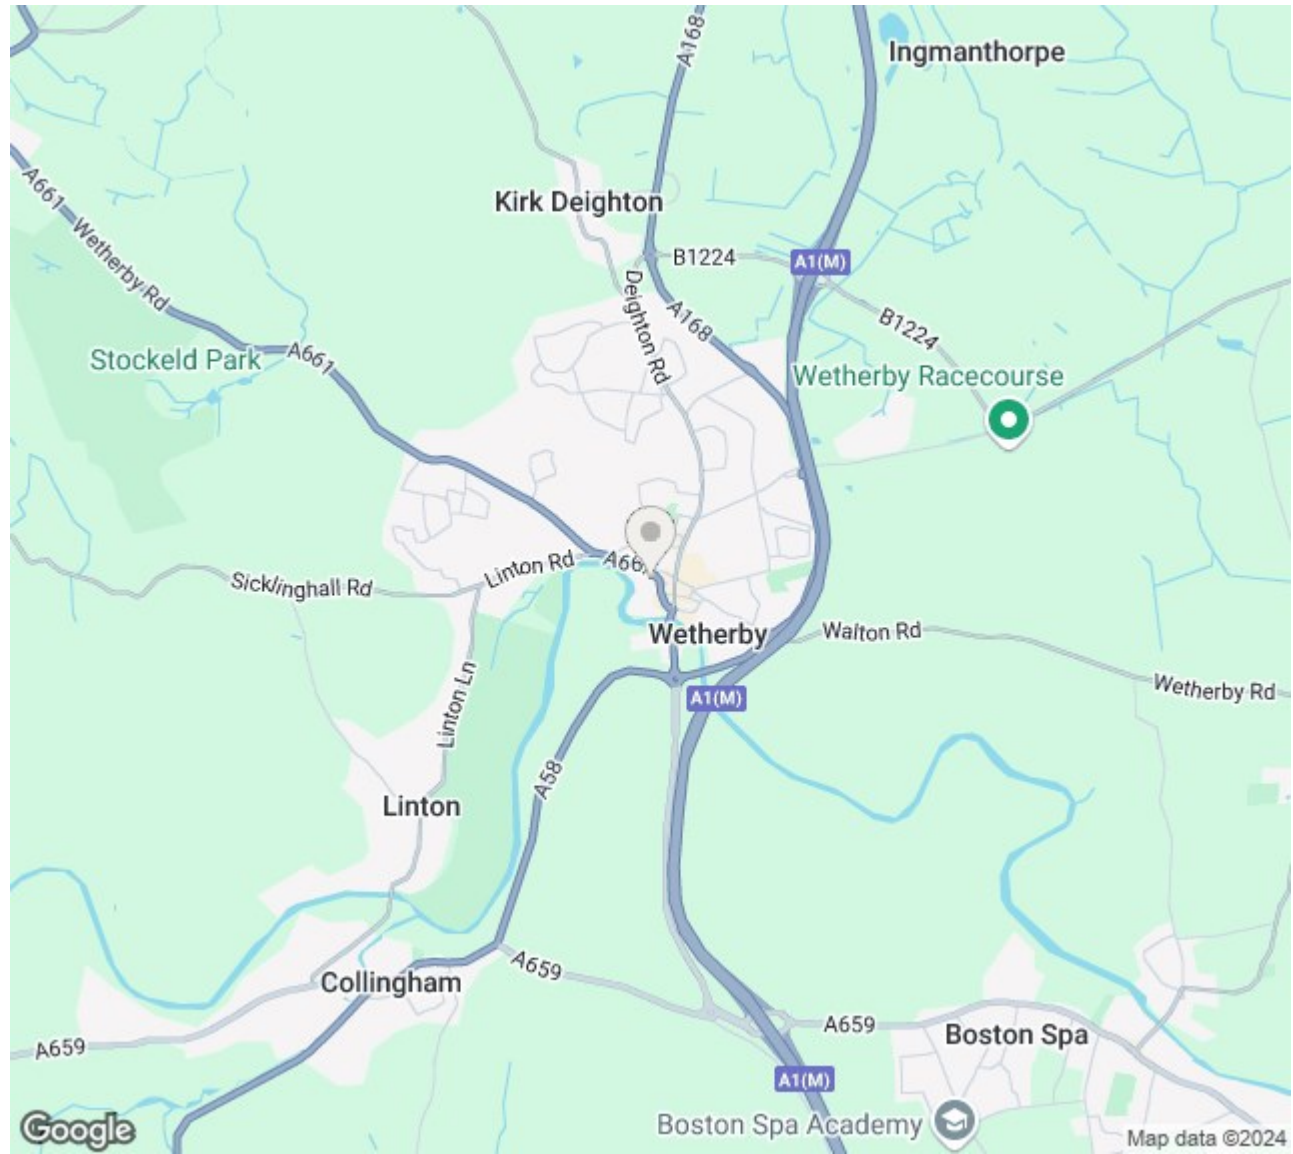 A168
Ingmanthorpe
A661
Kirk Deighton
Wetherby Rd
B1224
A1(M)
Deighton Rd
A168
B1224
Stockeld Park
A661
Wetherby Racecourse
Linton Rd
Sicklinghall Rd
Wetherby
Walton Rd
Wetherby Rd
A1(M)
Linton Ln
A58
Linton
A659
Collingham
A659
Boston Spa
A659
A1(M)
Boston Spa Academy
Google
Map data ©2024